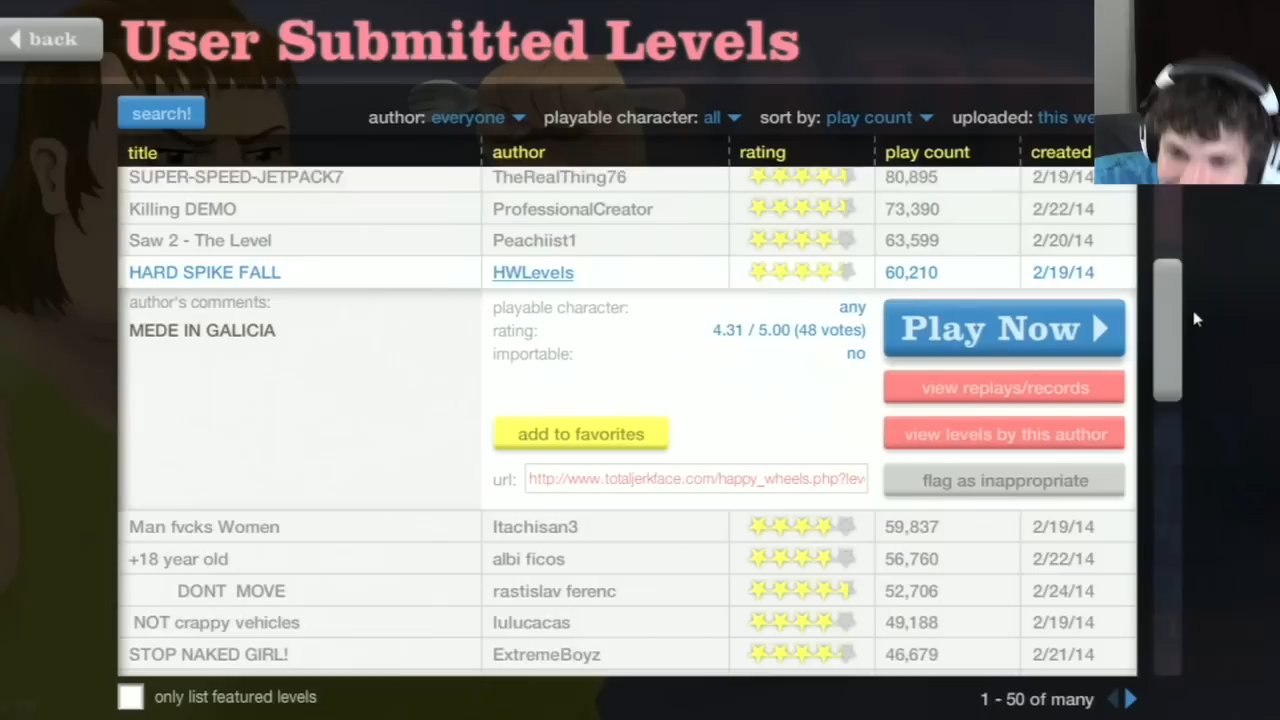 back
User Submitted Levels
search!
author: everyone playable character: all sort by: play count uploaded: this we
title author rating play count created
SUPER-SPEED-JETPACK7 TheRealThing76 80,895 2/19/14
Killing DEMO ProfessionalCreator 73,390 2/22/14
Saw 2 - The Level Peachiist1 63,599 2/20/14
HARD SPIKE FALL HWLevels 60,210 2/19/14
author's comments:
MEDE IN GALICIA
playable character: any
rating: 4.31 / 5.00 (48 votes)
importable: no
add to favorites
url: http://www.totaljerkface.com/happy_wheels.php?lev
Play Now
view replays/records
view levels by this author
flag as inappropriate
Man fvcks Women Itachisan3 59,837 2/19/14
+18 year old albi ficos 56,760 2/22/14
DONT MOVE rastislav ferenc 52,706 2/24/14
NOT crappy vehicles lulucacas 49,188 2/19/14
STOP NAKED GIRL! ExtremeBoyz 46,679 2/21/14
only list featured levels 1 - 50 of many